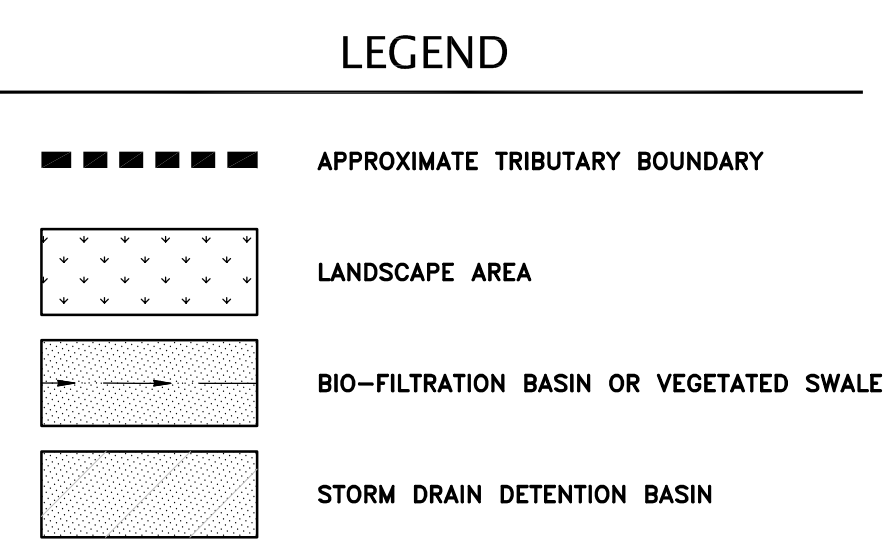 LEGEND
APPROXIMATE TRIBUTARY BOUNDARY
LANDSCAPE AREA
BIO-FILTRATION BASIN OR VEGETATED SWALE
STORM DRAIN DETENTION BASIN